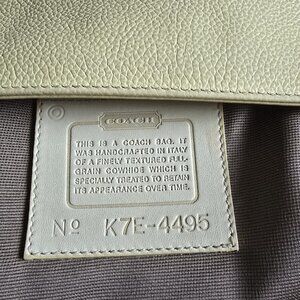 COACH
THIS IS A COACH BAG. IT
WAS HANDCRAFTED IN ITALY
OF A FINELY TEXTURED FULL-
GRAIN COWHIDE WHICH IS
SPECIALLY TREATED TO RETAIN
ITS APPEARANCE OVER TIME.
Nº K7E-4495